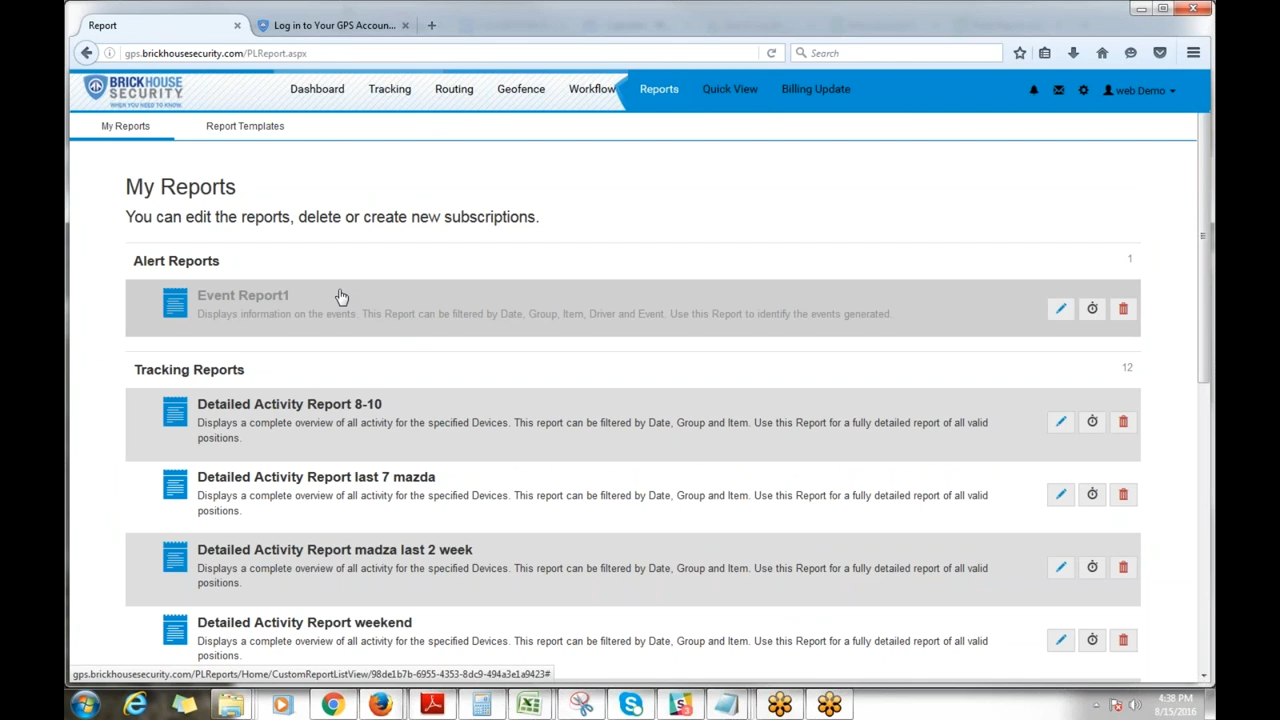 Report
Log in to Your GPS Accoun...
gps.brickhousesecurity.com/PLReport.aspx
Search
BRICKHOUSE
SECURITY
WHEN YOU NEED TO KNOW.
Dashboard Tracking Routing Geofence Workflow Reports Quick View Billing Update
web Demo
My Reports Report Templates
My Reports
You can edit the reports, delete or create new subscriptions.
Alert Reports 1
Event Report1
Displays information on the events. This Report can be filtered by Date, Group, Item, Driver and Event. Use this Report to identify the events generated.
Tracking Reports 12
Detailed Activity Report 8-10
Displays a complete overview of all activity for the specified Devices. This report can be filtered by Date, Group and Item. Use this Report for a fully detailed report of all valid
positions.
Detailed Activity Report last 7 mazda
Displays a complete overview of all activity for the specified Devices. This report can be filtered by Date, Group and Item. Use this Report for a fully detailed report of all valid
positions.
Detailed Activity Report madza last 2 week
Displays a complete overview of all activity for the specified Devices. This report can be filtered by Date, Group and Item. Use this Report for a fully detailed report of all valid
positions.
Detailed Activity Report weekend
Displays a complete overview of all activity for the specified Devices. This report can be filtered by Date, Group and Item. Use this Report for a fully detailed report of all valid
positions.
gps.brickhousesecurity.com/PLReports/Home/CustomReportListView/98de1b7b-6955-4353-8dc9-494a3e1a9423#
4:38 PM
8/15/2016